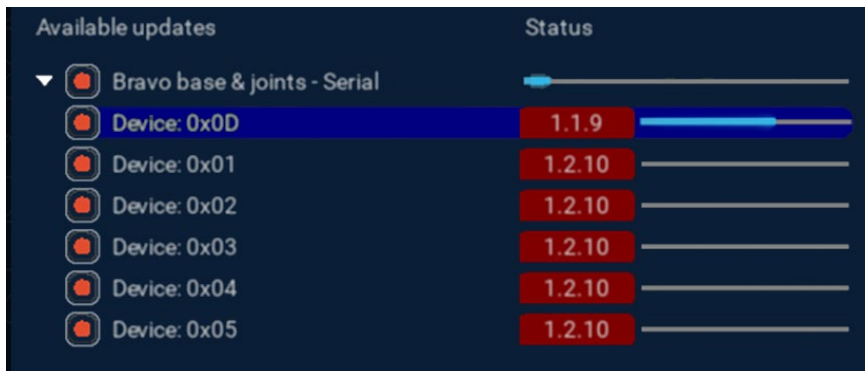 Available updates Status
Bravo base & joints - Serial
Device: 0x0D 1.1.9
Device: 0x01 1.2.10
Device: 0x02 1.2.10
Device: 0x03 1.2.10
Device: 0x04 1.2.10
Device: 0x05 1.2.10